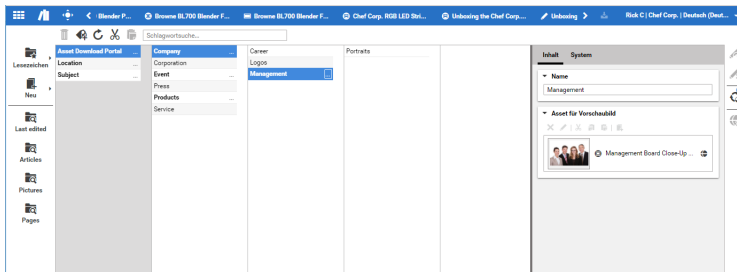 Blender P...
Browne BL700 Blender F...
Browne BL700 Blender F...
Chef Corp. RGB LED Stri...
Unboxing the Chef Corp....
Unboxing
Rick C | Chef Corp. | Deutsch (Deut...
Schlagwortsuche...
Lesezeichen
Neu
Last edited
Articles
Pictures
Pages
Asset Download Portal ...
Location ...
Subject ...
Company ...
Corporation
Event ...
Press
Products ...
Service
Career
Logos
Management ...
Portraits
Inhalt System
Name
Management
Asset für Vorschaubild
Management Board Close-Up ...